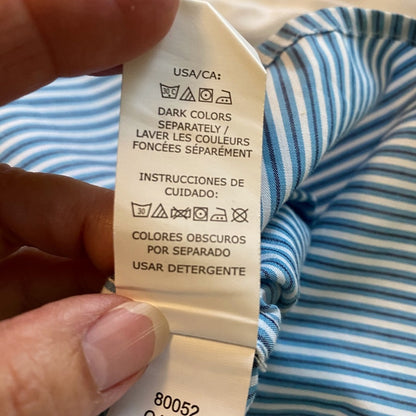 USA/CA:
DARK COLORS
SEPARATELY /
LAVER LES COULEURS
FONCÉES SÉPARÉMENT
INSTRUCCIONES DE
CUIDADO:
30
COLORES OBSCUROS
POR SEPARADO
USAR DETERGENTE
80052